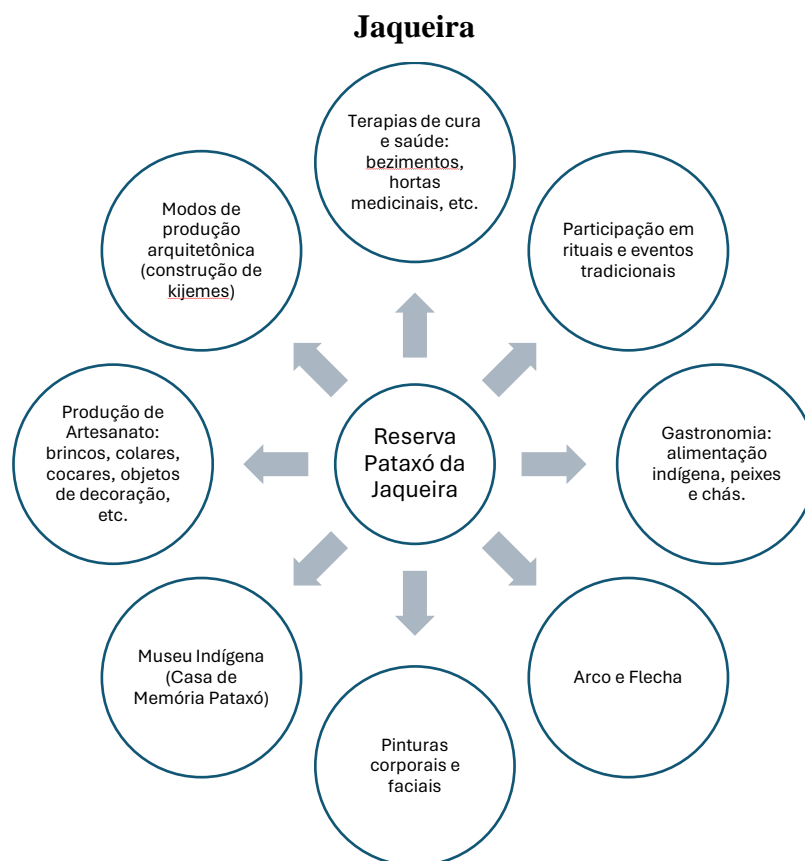 Jaqueira
Terapias de cura
e saúde:
bezimentos,
hortas
medicinais, etc.
Participação em
rituais e eventos
tradicionais
Gastronomia:
alimentação
indígena, peixes
e chás.
Arco e Flecha
Pinturas
corporais e
faciais
Museu Indígena
(Casa de
Memória Pataxó)
Produção de
Artesanato:
brincos, colares,
cocares, objetos
de decoração,
etc.
Modos de
produção
arquitetônica
(construção de
kijemes)
Reserva
Pataxó da
Jaqueira